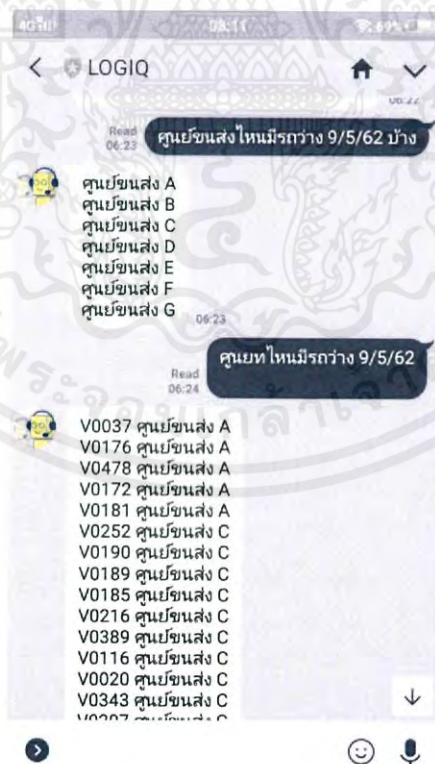 4G 08:11 69%
LOGIQ
06:22
Read
06:23
ศูนย์ขนส่งไหนมีรถว่าง 9/5/62 บ้าง
ศูนย์ขนส่ง A
ศูนย์ขนส่ง B
ศูนย์ขนส่ง C
ศูนย์ขนส่ง D
ศูนย์ขนส่ง E
ศูนย์ขนส่ง F
ศูนย์ขนส่ง G
06:23
ศูนยทไหนมีรถว่าง 9/5/62
Read
06:24
V0037 ศูนย์ขนส่ง A
V0176 ศูนย์ขนส่ง A
V0478 ศูนย์ขนส่ง A
V0172 ศูนย์ขนส่ง A
V0181 ศูนย์ขนส่ง A
V0252 ศูนย์ขนส่ง C
V0190 ศูนย์ขนส่ง C
V0189 ศูนย์ขนส่ง C
V0185 ศูนย์ขนส่ง C
V0216 ศูนย์ขนส่ง C
V0389 ศูนย์ขนส่ง C
V0116 ศูนย์ขนส่ง C
V0020 ศูนย์ขนส่ง C
V0343 ศูนย์ขนส่ง C